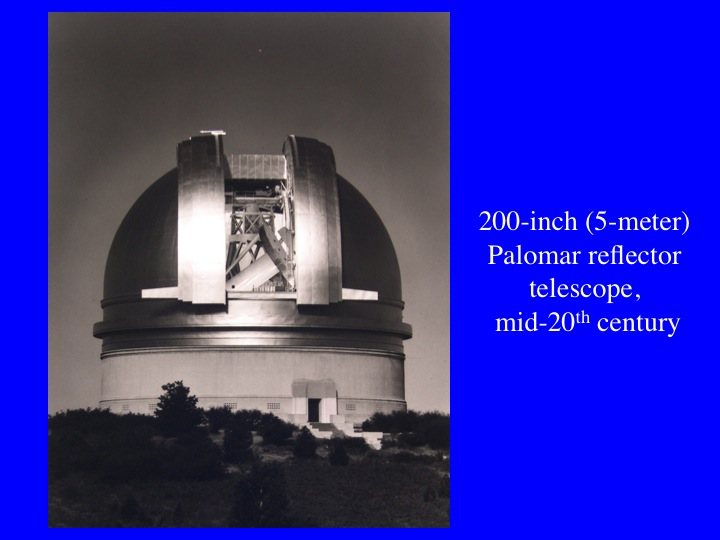 200-inch (5-meter)
Palomar reflector
telescope,
mid-20th century